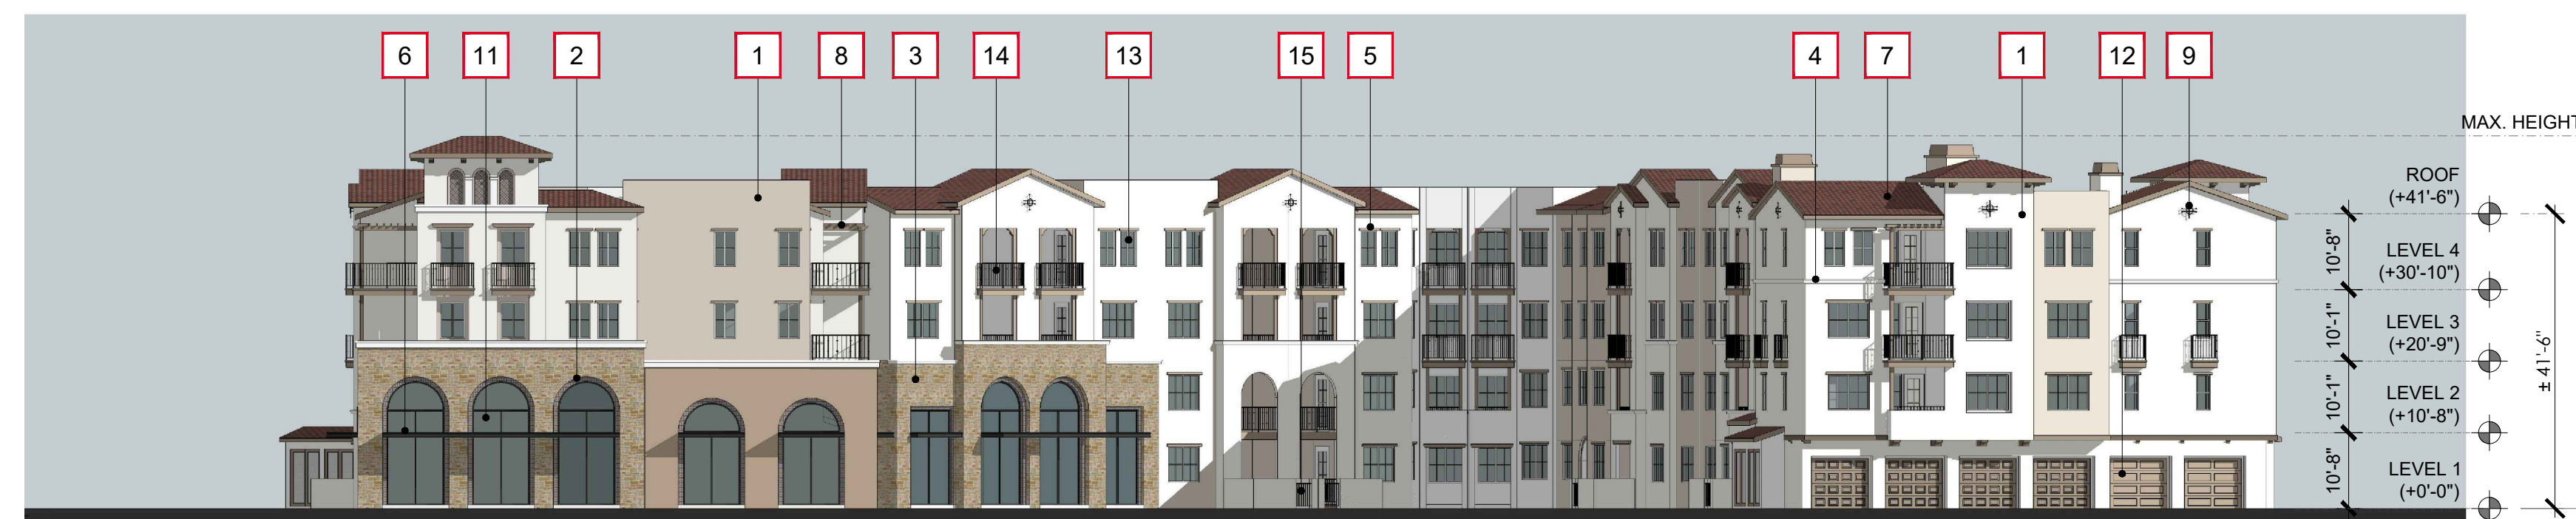 6 11 2 1 8 3 14 13 15 5 4 7 1 12 9
MAX. HEIGHT
ROOF
(+41'-6")
10'-8"
LEVEL 4
(+30'-10")
10'-1"
LEVEL 3
(+20'-9")
± 41'-6"
10'-1"
LEVEL 2
(+10'-8")
10'-8"
LEVEL 1
(+0'-0")